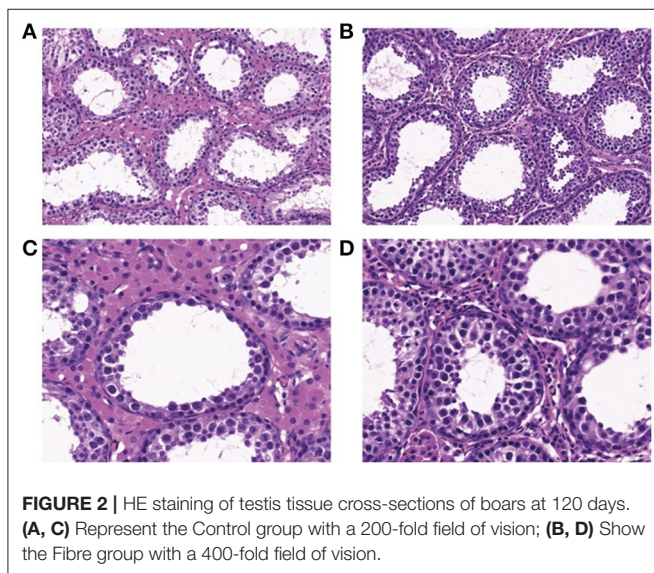 A
B
C
D
FIGURE 2 | HE staining of testis tissue cross-sections of boars at 120 days.
(A, C) Represent the Control group with a 200-fold field of vision; (B, D) Show
the Fibre group with a 400-fold field of vision.